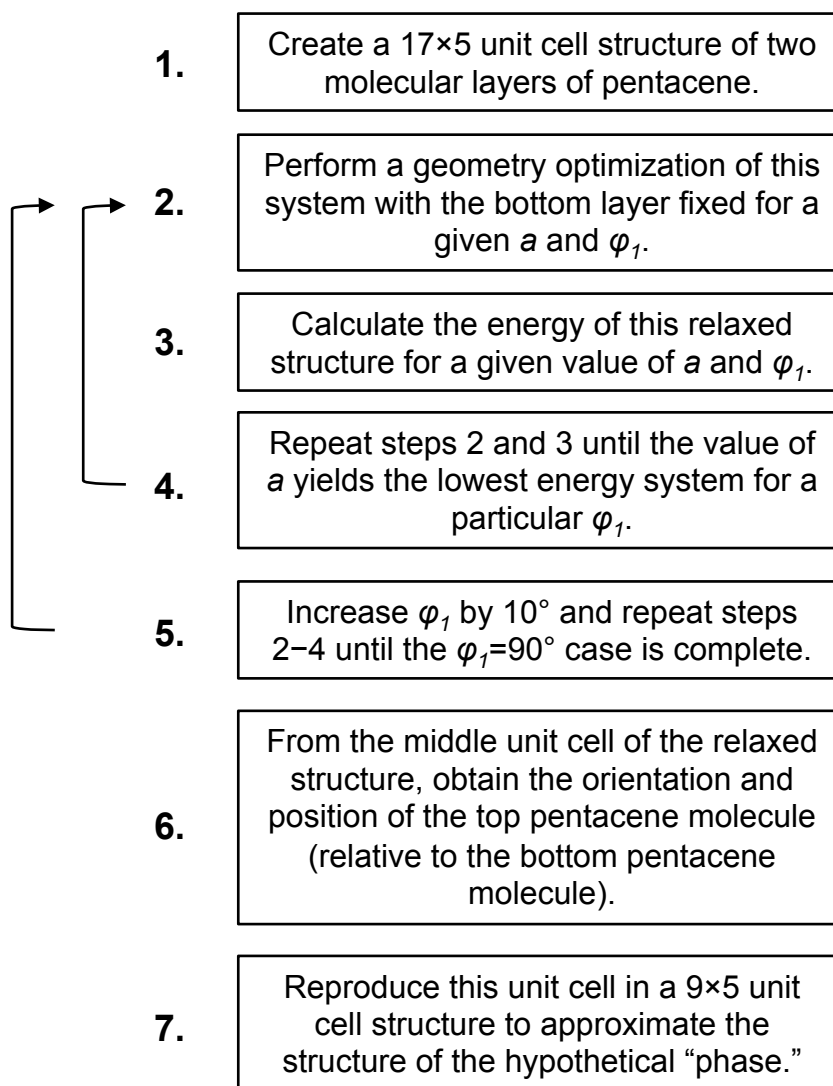 1.
Create a 17×5 unit cell structure of two
molecular layers of pentacene.
2.
Perform a geometry optimization of this
system with the bottom layer fixed for a
given a and φ1.
3.
Calculate the energy of this relaxed
structure for a given value of a and φ1.
4.
Repeat steps 2 and 3 until the value of
a yields the lowest energy system for a
particular φ1.
5.
Increase φ1 by 10° and repeat steps
2−4 until the φ1=90° case is complete.
6.
From the middle unit cell of the relaxed
structure, obtain the orientation and
position of the top pentacene molecule
(relative to the bottom pentacene
molecule).
7.
Reproduce this unit cell in a 9×5 unit
cell structure to approximate the
structure of the hypothetical “phase.”